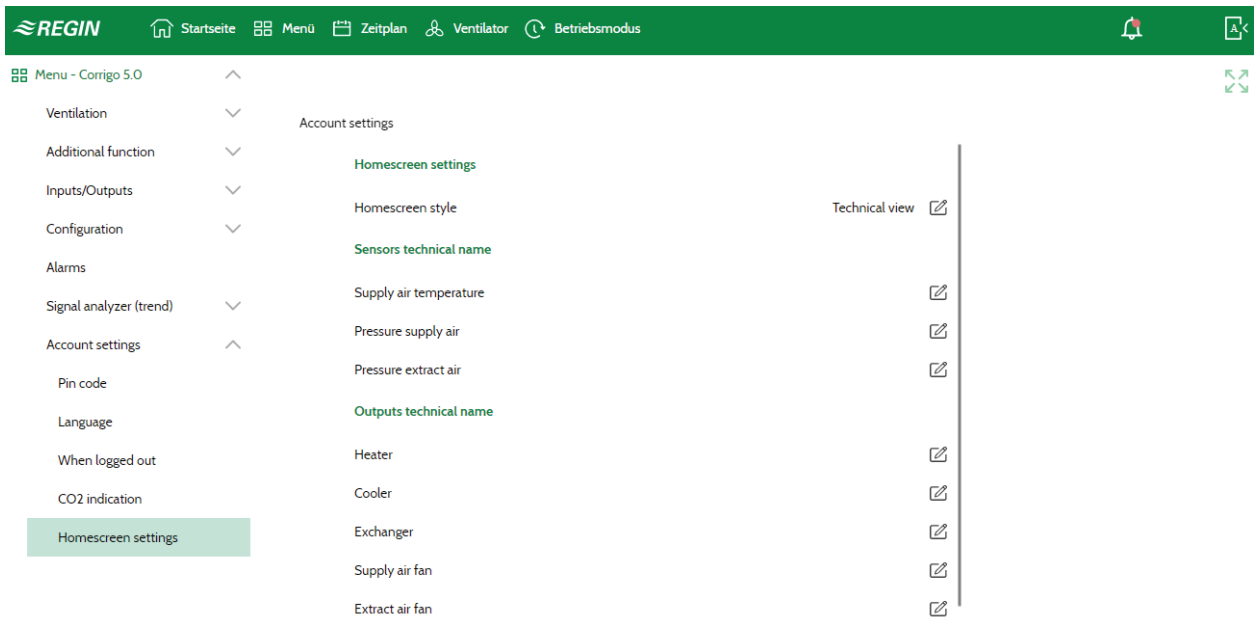 REGIN Startseite Menü Zeitplan Ventilator Betriebsmodus A
Menu - Corrigo 5.0
Ventilation
Additional function
Inputs/Outputs
Configuration
Alarms
Signal analyzer (trend)
Account settings
Pin code
Language
When logged out
CO2 indication
Homescreen settings
Account settings
Homescreen settings
Homescreen style Technical view
Sensors technical name
Supply air temperature
Pressure supply air
Pressure extract air
Outputs technical name
Heater
Cooler
Exchanger
Supply air fan
Extract air fan